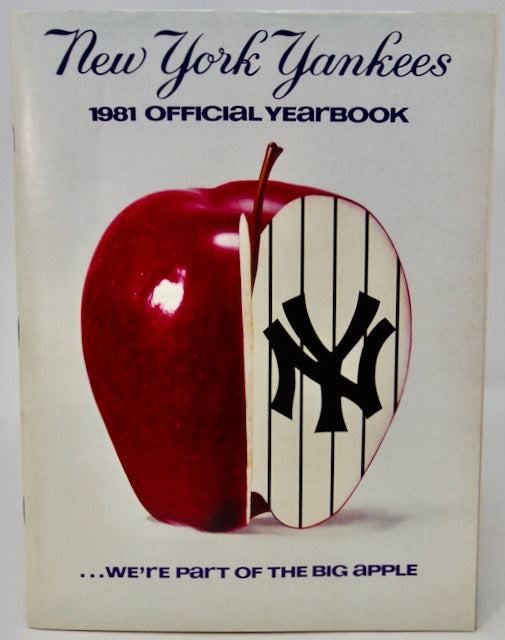 New York Yankees
1981 OFFICIAL YEARBOOK
NY
...WE'RE PART OF THE BIG APPLE